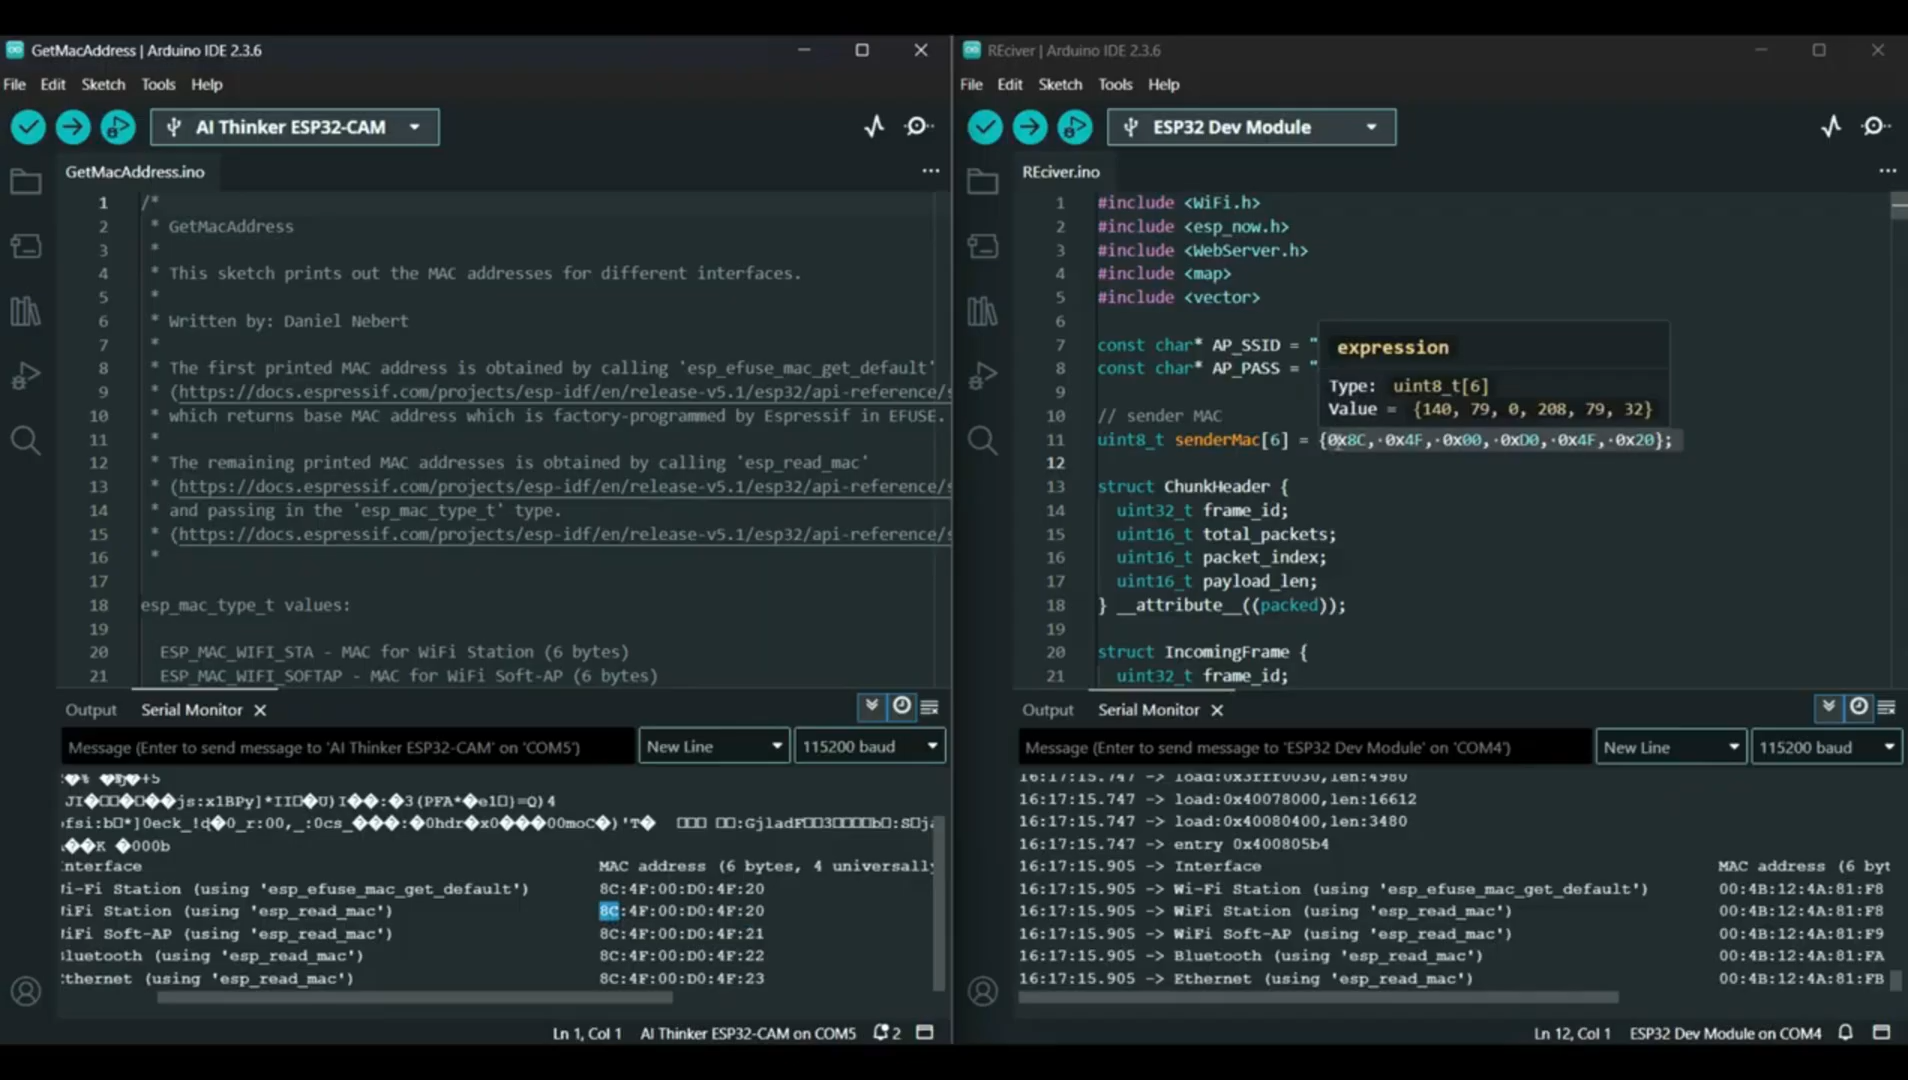 GetMacAddress | Arduino IDE 2.3.6
File Edit Sketch Tools Help
AI Thinker ESP32-CAM
GetMacAddress.ino
1 /*
2 * GetMacAddress
3 *
4 * This sketch prints out the MAC addresses for different interfaces.
5 *
6 * Written by: Daniel Nebert
7 *
8 * The first printed MAC address is obtained by calling 'esp_efuse_mac_get_default'
9 * (https://docs.espressif.com/projects/esp-idf/en/release-v5.1/esp32/api-reference/s
10 * which returns base MAC address which is factory-programmed by Espressif in EFUSE.
11 *
12 * The remaining printed MAC addresses is obtained by calling 'esp_read_mac'
13 * (https://docs.espressif.com/projects/esp-idf/en/release-v5.1/esp32/api-reference/s
14 * and passing in the 'esp_mac_type_t' type.
15 * (https://docs.espressif.com/projects/esp-idf/en/release-v5.1/esp32/api-reference/s
16 *
17
18 esp_mac_type_t values:
19
20 ESP_MAC_WIFI_STA - MAC for WiFi Station (6 bytes)
21 ESP_MAC_WIFI_SOFTAP - MAC for WiFi Soft-AP (6 bytes)
Output Serial Monitor
Message (Enter to send message to 'AI Thinker ESP32-CAM' on 'COM5') New Line 115200 baud
interface MAC address (6 bytes, 4 universally
Wi-Fi Station (using 'esp_efuse_mac_get_default') 8C:4F:00:D0:4F:20
WiFi Station (using 'esp_read_mac') 8C:4F:00:D0:4F:20
WiFi Soft-AP (using 'esp_read_mac') 8C:4F:00:D0:4F:21
Bluetooth (using 'esp_read_mac') 8C:4F:00:D0:4F:22
Ethernet (using 'esp_read_mac') 8C:4F:00:D0:4F:23
Ln 1, Col 1 AI Thinker ESP32-CAM on COM5 2
REciver | Arduino IDE 2.3.6
File Edit Sketch Tools Help
ESP32 Dev Module
REciver.ino
1 #include <WiFi.h>
2 #include <esp_now.h>
3 #include <WebServer.h>
4 #include <map>
5 #include <vector>
6
7 const char* AP_SSID = "
8 const char* AP_PASS = "
9
expression
Type: uint8_t[6]
Value = {140, 79, 0, 208, 79, 32}
10 // sender MAC
11 uint8_t senderMac[6] = {0x8C, 0x4F, 0x00, 0xD0, 0x4F, 0x20};
12
13 struct ChunkHeader {
14 uint32_t frame_id;
15 uint16_t total_packets;
16 uint16_t packet_index;
17 uint16_t payload_len;
18 } __attribute__((packed));
19
20 struct IncomingFrame {
21 uint32_t frame_id;
Output Serial Monitor
Message (Enter to send message to 'ESP32 Dev Module' on 'COM4') New Line 115200 baud
16:17:15.747 -> load:0x3fff0030,len:4980
16:17:15.747 -> load:0x40078000,len:16612
16:17:15.747 -> load:0x40080400,len:3480
16:17:15.747 -> entry 0x400805b4
16:17:15.905 -> Interface MAC address (6 byt
16:17:15.905 -> Wi-Fi Station (using 'esp_efuse_mac_get_default') 00:4B:12:4A:81:F8
16:17:15.905 -> WiFi Station (using 'esp_read_mac') 00:4B:12:4A:81:F8
16:17:15.905 -> WiFi Soft-AP (using 'esp_read_mac') 00:4B:12:4A:81:F9
16:17:15.905 -> Bluetooth (using 'esp_read_mac') 00:4B:12:4A:81:FA
16:17:15.905 -> Ethernet (using 'esp_read_mac') 00:4B:12:4A:81:FB
Ln 12, Col 1 ESP32 Dev Module on COM4